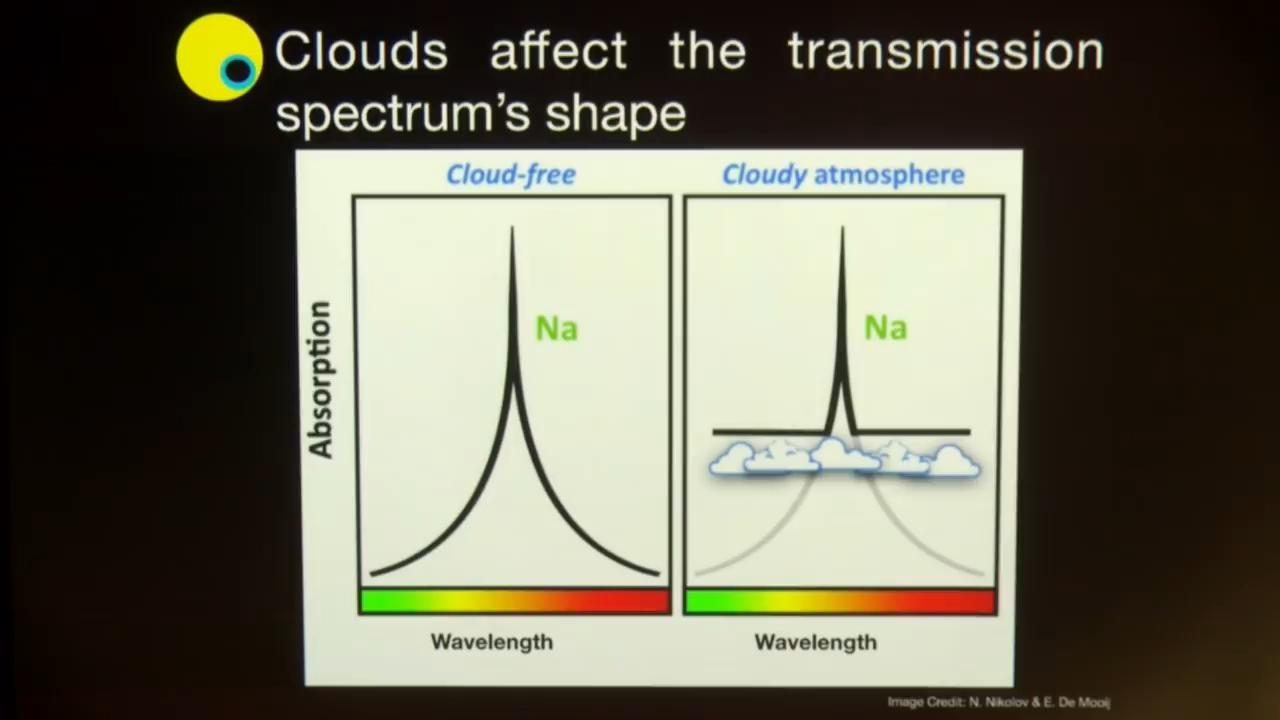 Clouds affect the transmission
spectrum's shape
Cloud-free
Cloudy atmosphere
Absorption
Na
Na
Wavelength
Wavelength
Image Credit: N. Nikolov & E. De Mooij